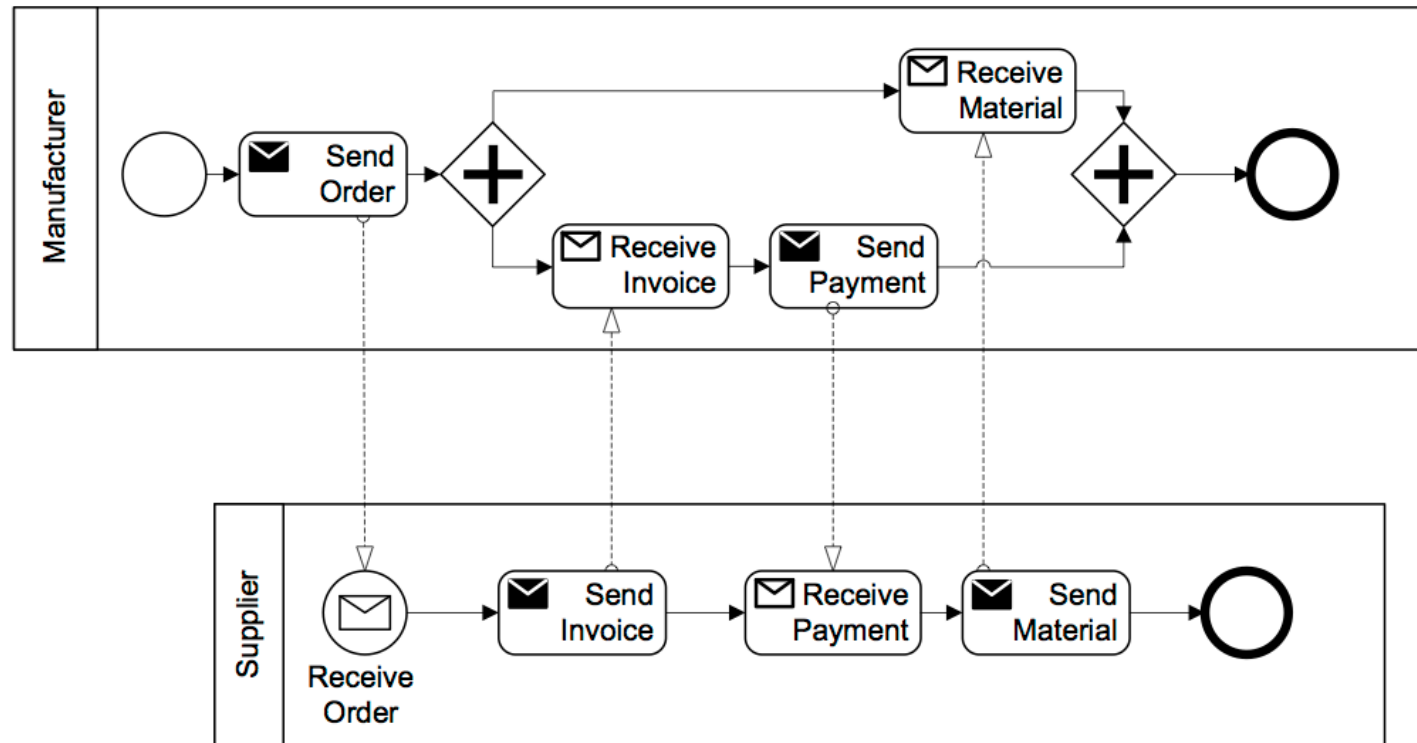 Manufacturer
Send
Order
Receive
Invoice
Send
Payment
Receive
Material
Supplier
Receive
Order
Send
Invoice
Receive
Payment
Send
Material